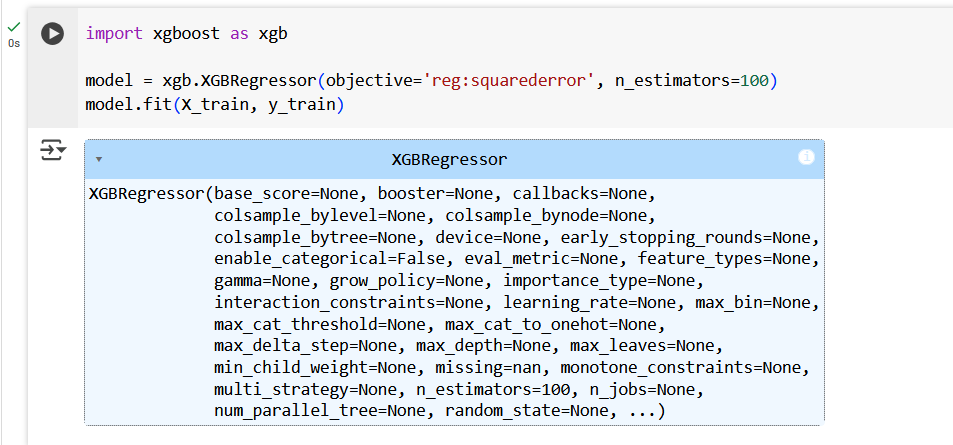 import xgboost as xgb
0s
model = xgb.XGBRegressor(objective='reg:squarederror', n_estimators=100)
model.fit(X_train, y_train)
XGBRegressor
i
XGBRegressor(base_score=None, booster=None, callbacks=None,
colsample_bylevel=None, colsample_bynode=None,
colsample_bytree=None, device=None, early_stopping_rounds=None,
enable_categorical=False, eval_metric=None, feature_types=None,
gamma=None, grow_policy=None, importance_type=None,
interaction_constraints=None, learning_rate=None, max_bin=None,
max_cat_threshold=None, max_cat_to_onehot=None,
max_delta_step=None, max_depth=None, max_leaves=None,
min_child_weight=None, missing=nan, monotone_constraints=None,
multi_strategy=None, n_estimators=100, n_jobs=None,
num_parallel_tree=None, random_state=None, ...)